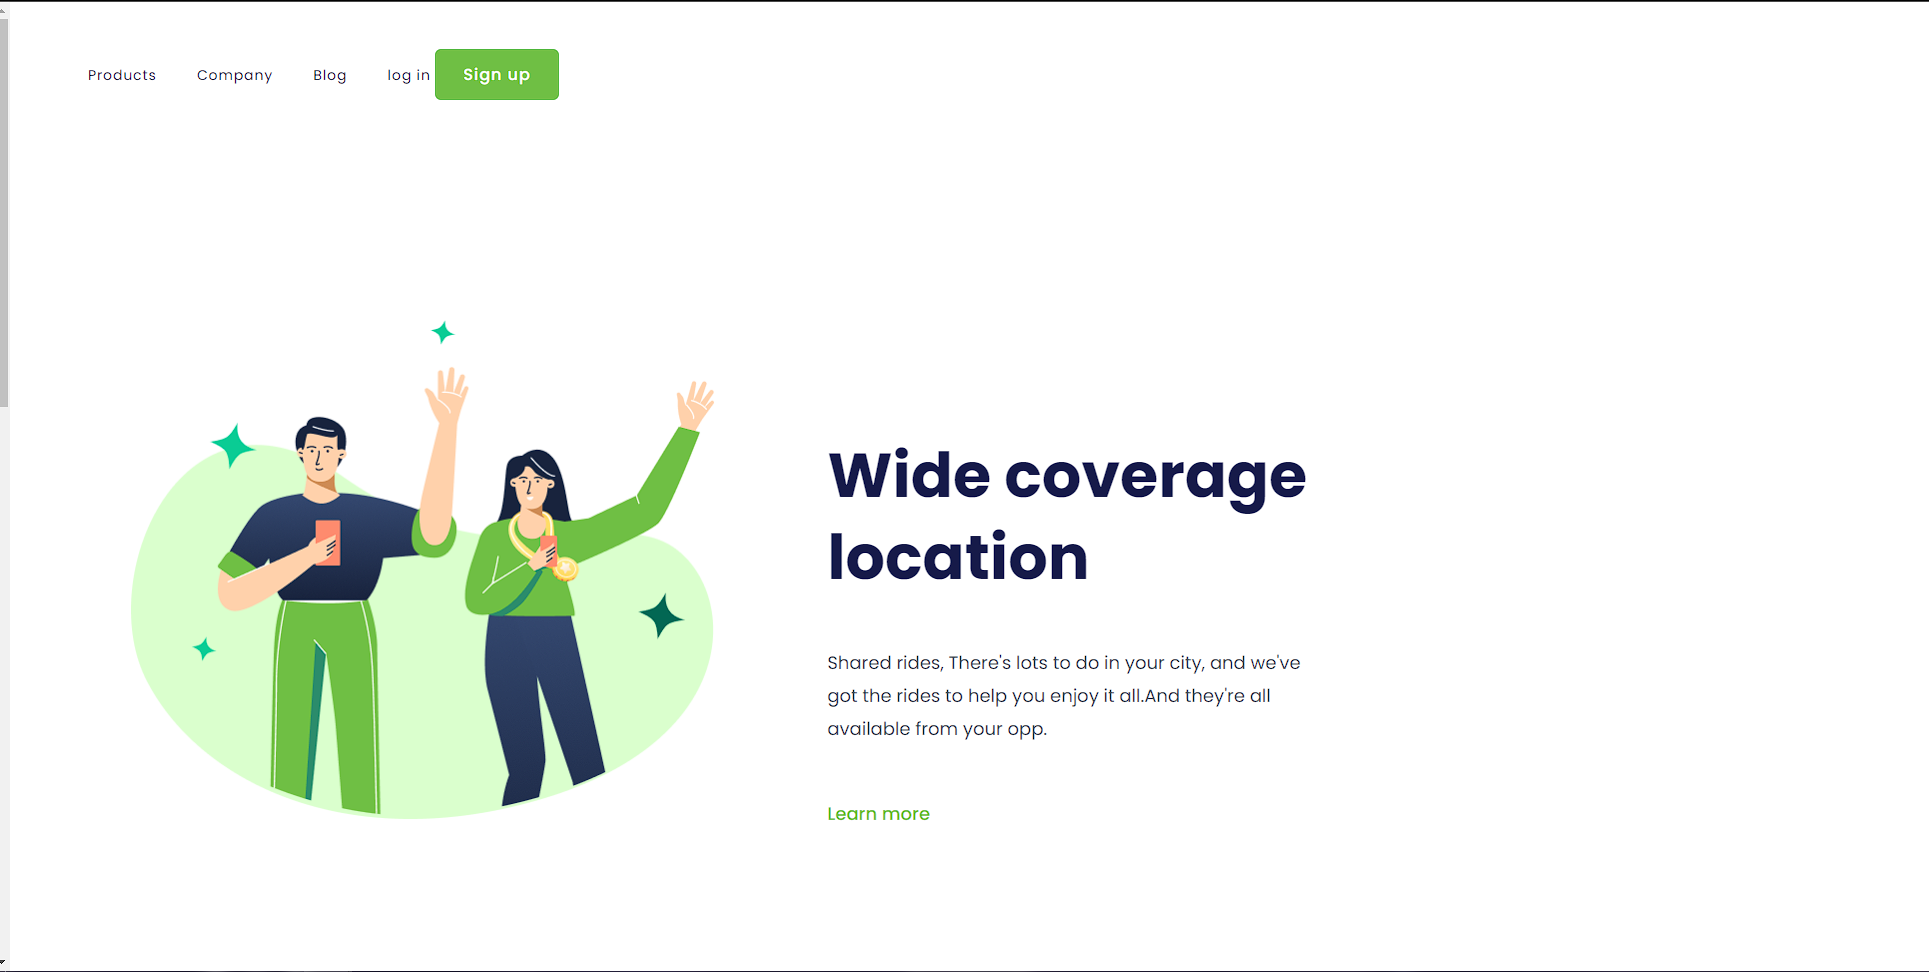 Products Company Blog log in Sign up
Wide coverage
location
Shared rides, There's lots to do in your city, and we've
got the rides to help you enjoy it all.And they're all
available from your opp.
Learn more